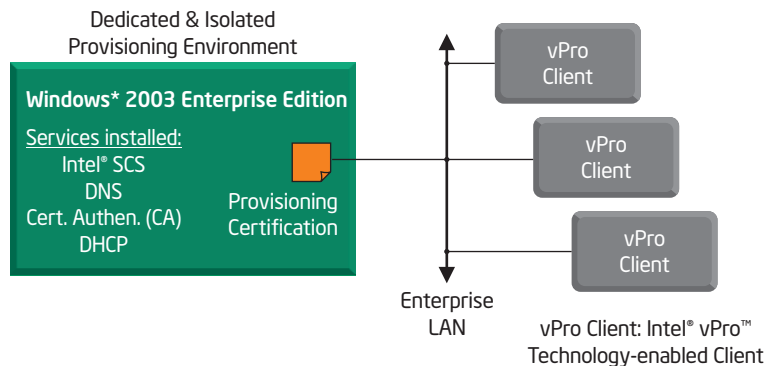 Dedicated & Isolated
Provisioning Environment
Windows* 2003 Enterprise Edition
Services installed:
Intel® SCS
DNS
Cert. Authen. (CA)
DHCP
Provisioning
Certification
Enterprise
LAN
vPro
Client
vPro
Client
vPro
Client
vPro Client: Intel® vPro™
Technology-enabled Client